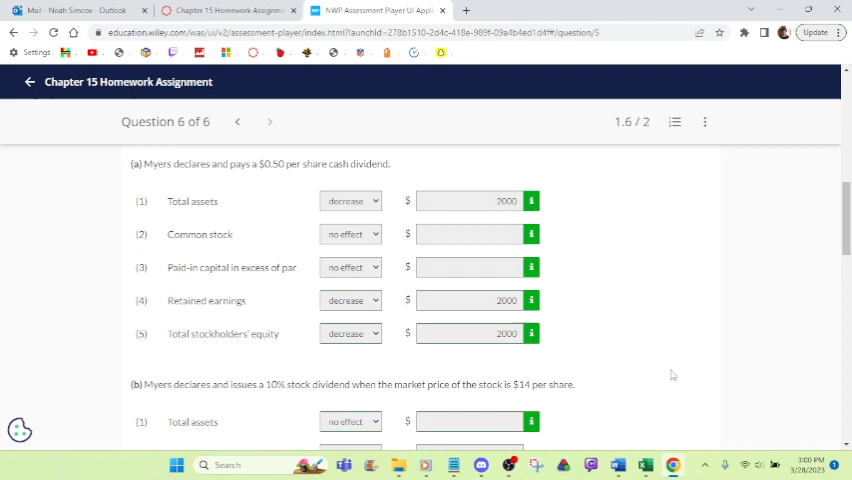 Mail - Noah Simcox - Outlook
Chapter 15 Homework Assignm
NWP Assessment Player UI Appli
education.wiley.com/was/ui/v2/assessment-player/index.html?launchId=278b1510-2d4c-418e-989f-09a4b4ed1d4f#/question/5
Update
Settings
Chapter 15 Homework Assignment
Question 6 of 6
1.6 / 2
(a) Myers declares and pays a $0.50 per share cash dividend.
(1) Total assets decrease $ 2000
(2) Common stock no effect $
(3) Paid-in capital in excess of par no effect $
(4) Retained earnings decrease $ 2000
(5) Total stockholders' equity decrease $ 2000
(b) Myers declares and issues a 10% stock dividend when the market price of the stock is $14 per share.
(1) Total assets no effect $
Search
3:00 PM
3/28/2023